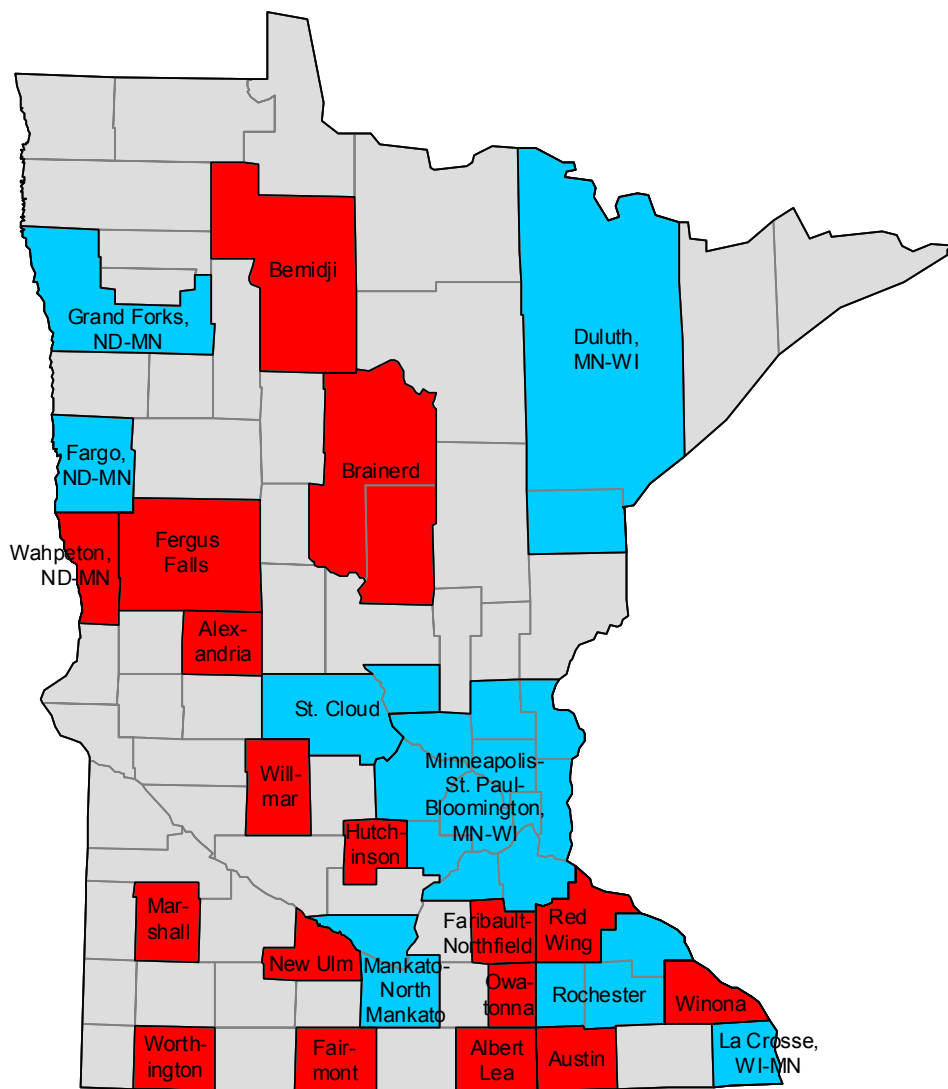 Bemidji
Grand Forks,
ND-MN
Duluth,
MN-WI
Fargo,
ND-MN
Brainerd
Wahpeton,
ND-MN
Fergus
Falls
Alex-
andria
St. Cloud
Minneapolis-
St. Paul-
Bloomington,
MN-WI
Will-
mar
Hutch-
inson
Mar-
shall
Faribault-
Northfield
Red
Wing
New Ulm
Mankato-
North
Mankato
Owa-
tonna
Rochester
Winona
Worth-
ington
Fair-
mont
Albert
Lea
Austin
La Crosse,
WI-MN